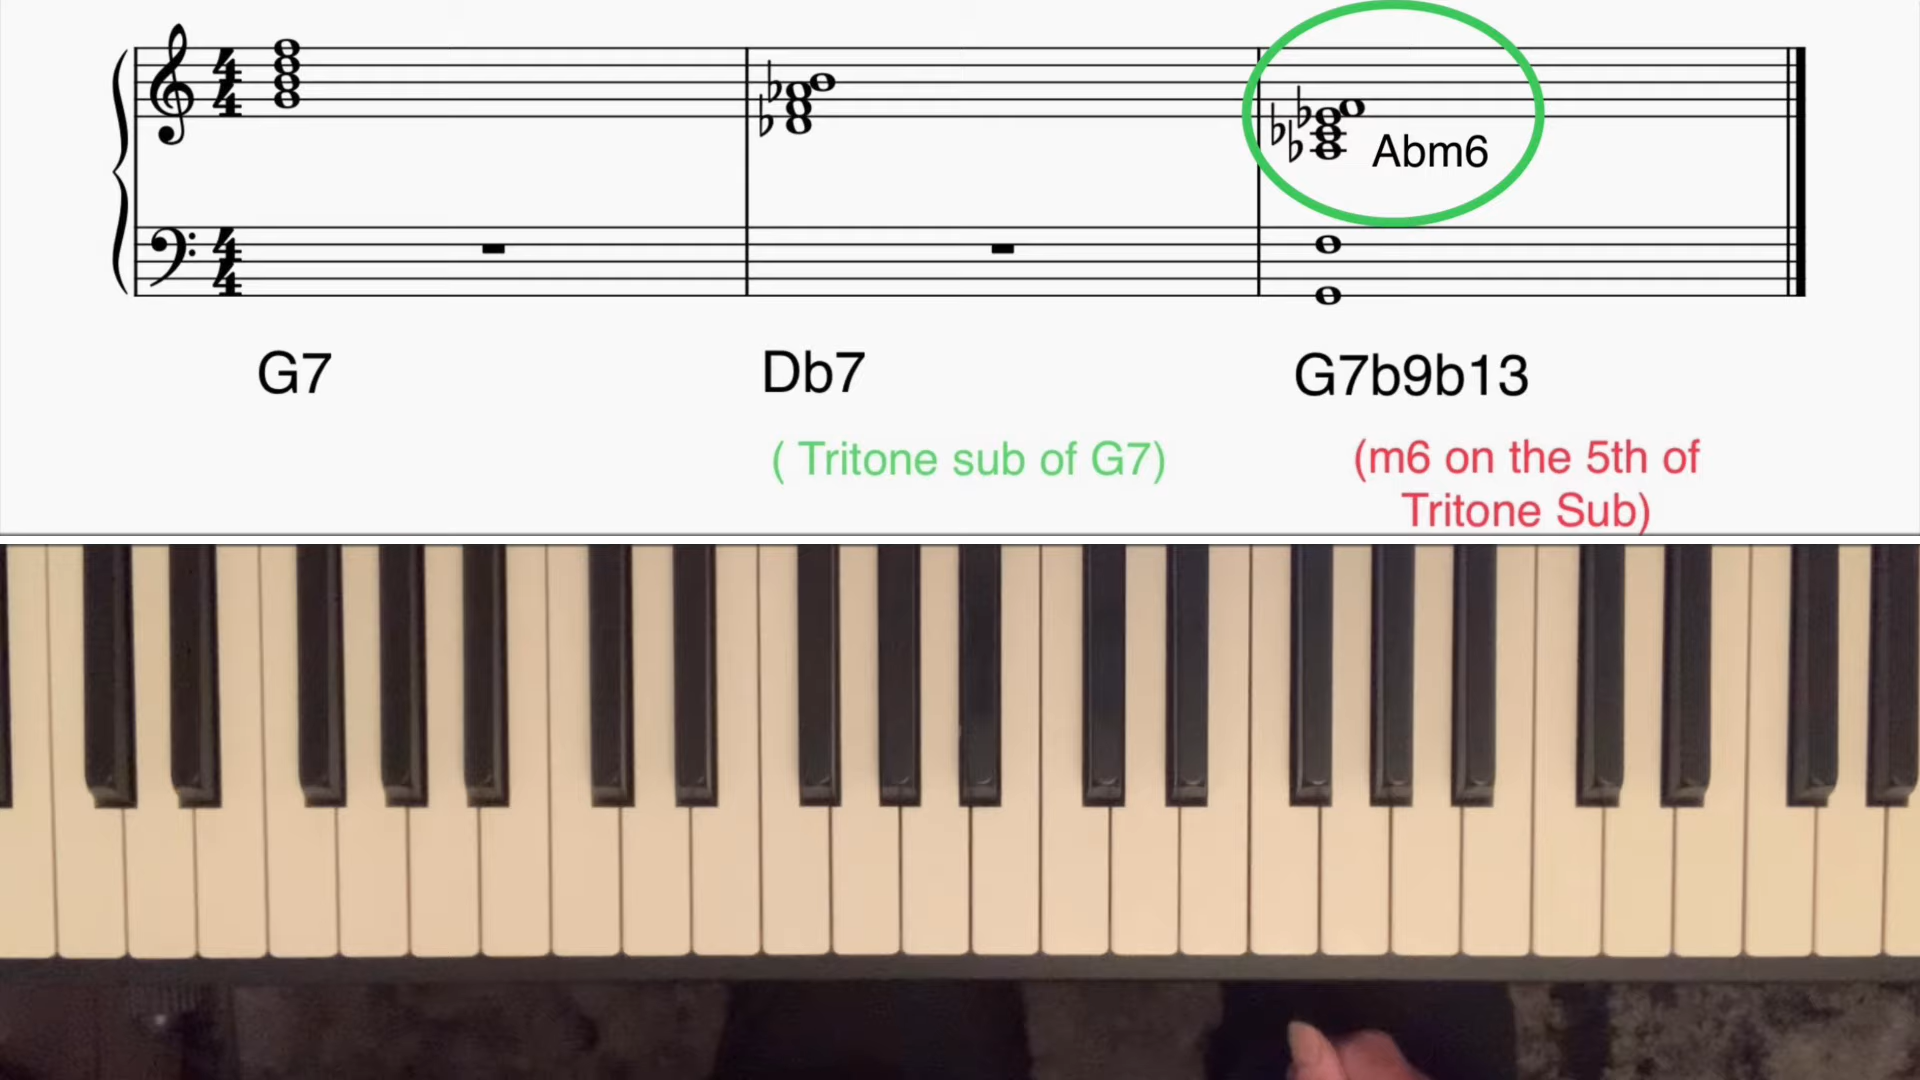 Abm6
G7 Db7 G7b9b13
( Tritone sub of G7) (m6 on the 5th of
Tritone Sub)